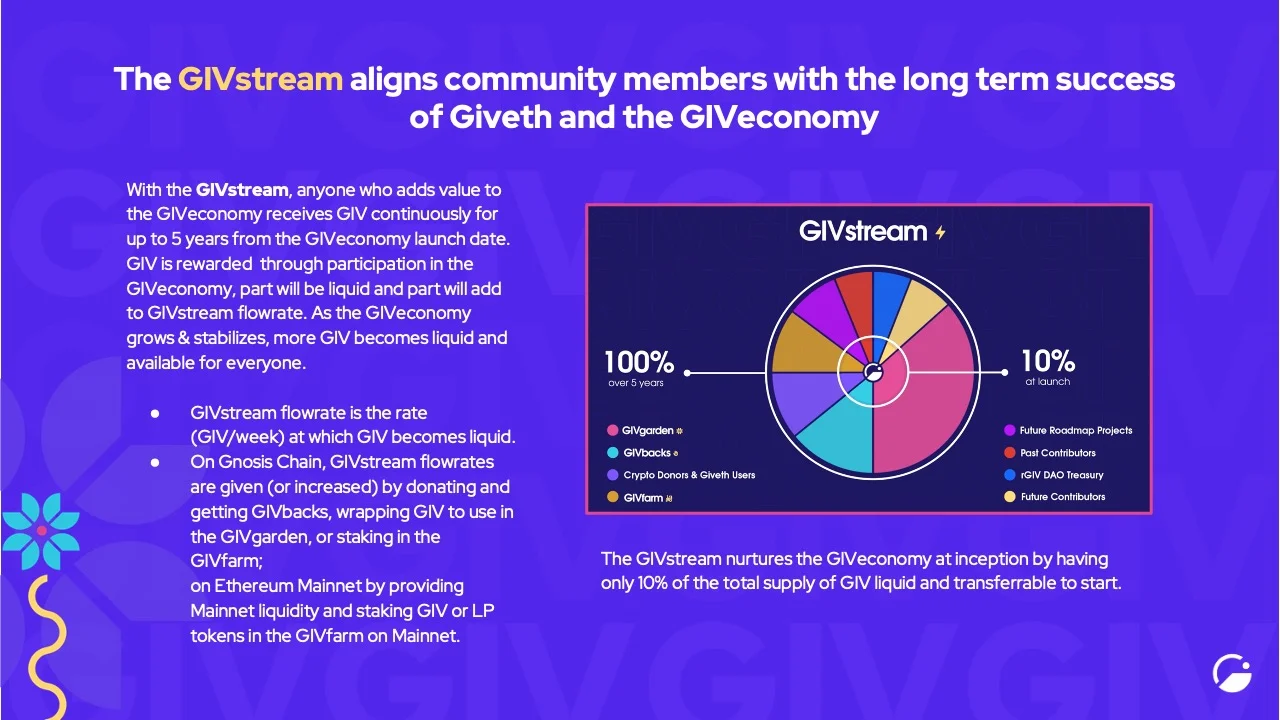 The GIVstream aligns community members with the long term success
of Giveth and the GIVeconomy
With the GIVstream, anyone who adds value to
the GIVeconomy receives GIV continuously for
up to 5 years from the GIVeconomy launch date.
GIV is rewarded  through participation in the
GIVeconomy, part will be liquid and part will add
to GIVstream flowrate. As the GIVeconomy
grows & stabilizes, more GIV becomes liquid and
available for everyone.
● GIVstream flowrate is the rate
(GIV/week) at which GIV becomes liquid.
● On Gnosis Chain, GIVstream flowrates
are given (or increased) by donating and
getting GIVbacks, wrapping GIV to use in
the GIVgarden, or staking in the
GIVfarm;
on Ethereum Mainnet by providing
Mainnet liquidity and staking GIV or LP
tokens in the GIVfarm on Mainnet.
GIVstream
100%
over 5 years
10%
at launch
GIVgarden
GIVbacks
Crypto Donors & Giveth Users
GIVfarm
Future Roadmap Projects
Past Contributors
rGIV DAO Treasury
Future Contributors
The GIVstream nurtures the GIVeconomy at inception by having
only 10% of the total supply of GIV liquid and transferrable to start.